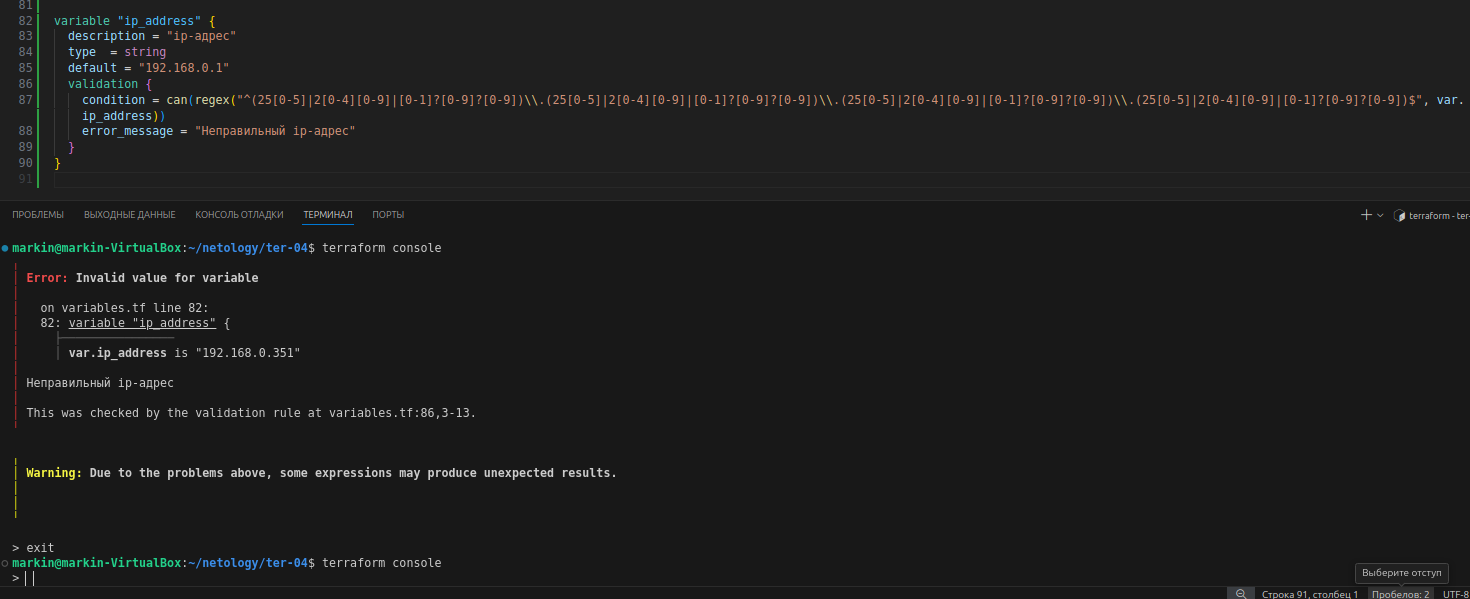 81
82 variable "ip_address" {
83 description = "ip-адрес"
84 type  = string
85 default = "192.168.0.1"
86 validation {
87 condition = can(regex("^(25[0-5]|2[0-4][0-9]|[0-1]?[0-9]?[0-9])\\.(25[0-5]|2[0-4][0-9]|[0-1]?[0-9]?[0-9])\\.(25[0-5]|2[0-4][0-9]|[0-1]?[0-9]?[0-9])\\.(25[0-5]|2[0-4][0-9]|[0-1]?[0-9]?[0-9])$", var.
ip_address))
88 error_message = "Неправильный ip-адрес"
89 }
90 }
91
ПРОБЛЕМЫ ВЫХОДНЫЕ ДАННЫЕ КОНСОЛЬ ОТЛАДКИ ТЕРМИНАЛ ПОРТЫ terraform - ter-
markin@markin-VirtualBox:~/netology/ter-04$ terraform console
Error: Invalid value for variable
on variables.tf line 82:
82: variable "ip_address" {
var.ip_address is "192.168.0.351"
Неправильный ip-адрес
This was checked by the validation rule at variables.tf:86,3-13.
Warning: Due to the problems above, some expressions may produce unexpected results.
> exit
markin@markin-VirtualBox:~/netology/ter-04$ terraform console
>
Выберите отступ
Строка 91, столбец 1 Пробелов: 2 UTF-8